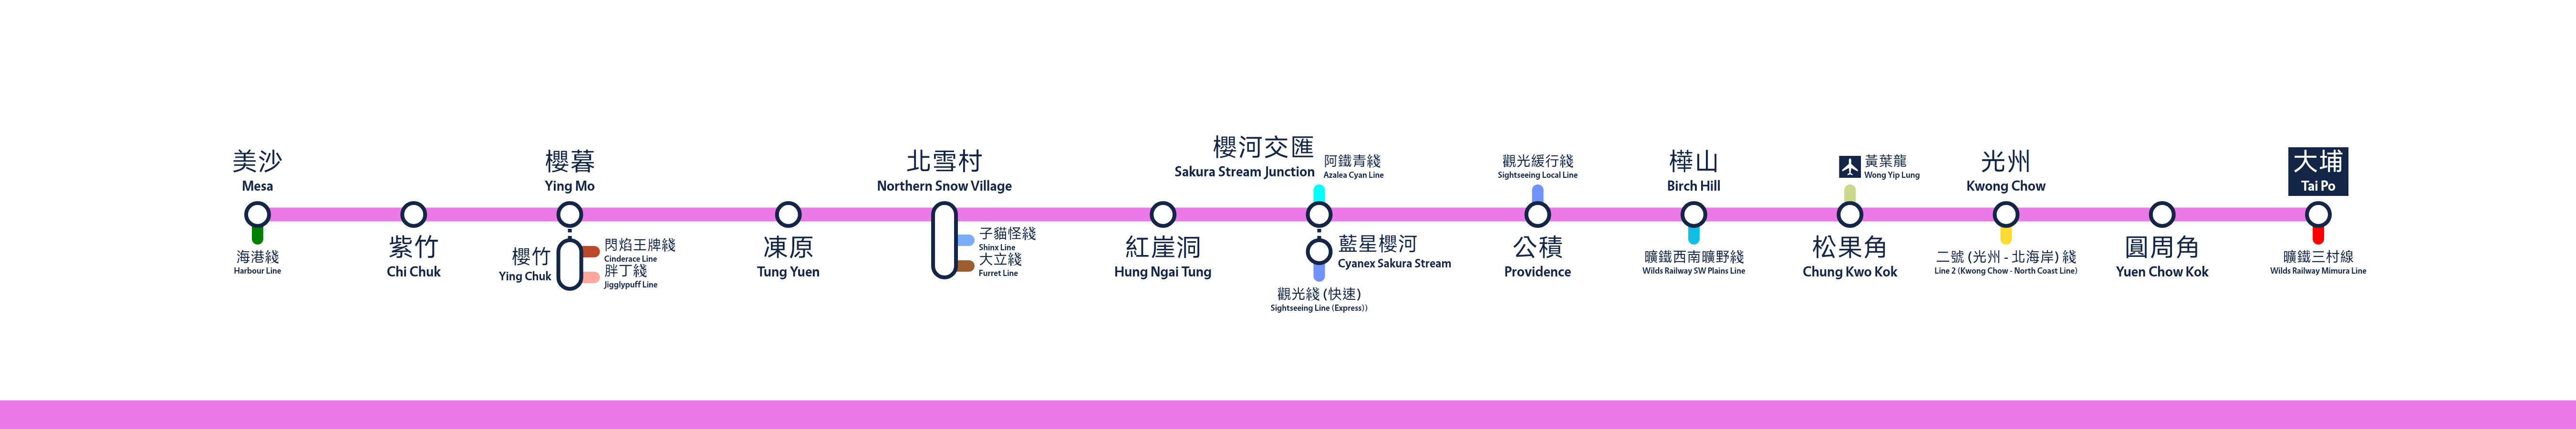 美沙
Mesa
海港綫
Harbour Line
紫竹
Chi Chuk
櫻暮
Ying Mo
櫻竹
Ying Chuk
閃焰王牌綫
Cinderace Line
胖丁綫
Jigglypuff Line
凍原
Tung Yuen
北雪村
Northern Snow Village
子貓怪綫
Shinx Line
大立綫
Furret Line
紅崖洞
Hung Ngai Tung
櫻河交匯
Sakura Stream Junction
阿鐵青綫
Azalea Cyan Line
藍星櫻河
Cyanex Sakura Stream
觀光綫 (快速)
Sightseeing Line (Express))
觀光緩行綫
Sightseeing Local Line
公積
Providence
樺山
Birch Hill
曠鐵西南曠野綫
Wilds Railway SW Plains Line
黃葉龍
Wong Yip Lung
松果角
Chung Kwo Kok
光州
Kwong Chow
二號 (光州 - 北海岸) 綫
Line 2 (Kwong Chow - North Coast Line)
圓周角
Yuen Chow Kok
大埔
Tai Po
曠鐵三村線
Wilds Railway Mimura Line